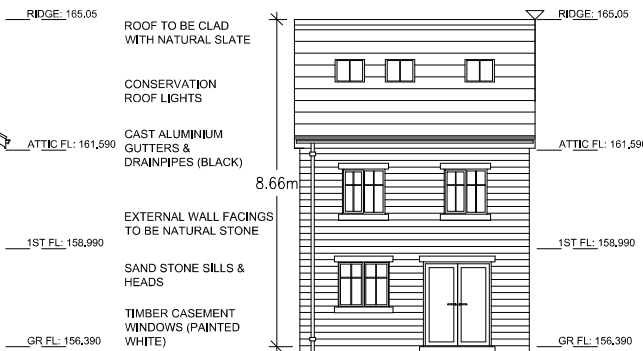 RIDGE: 165.05
ROOF TO BE CLAD
WITH NATURAL SLATE
RIDGE: 165.05
CONSERVATION
ROOF LIGHTS
ATTIC FL: 161.590
CAST ALUMINIUM
GUTTERS &
DRAINPIPES (BLACK)
ATTIC FL: 161.590
8.66m
EXTERNAL WALL FACINGS
TO BE NATURAL STONE
1ST FL: 158.990
1ST FL: 158.990
SAND STONE SILLS &
HEADS
TIMBER CASEMENT
WINDOWS (PAINTED
WHITE)
GR FL: 156.390
GR FL: 156.390